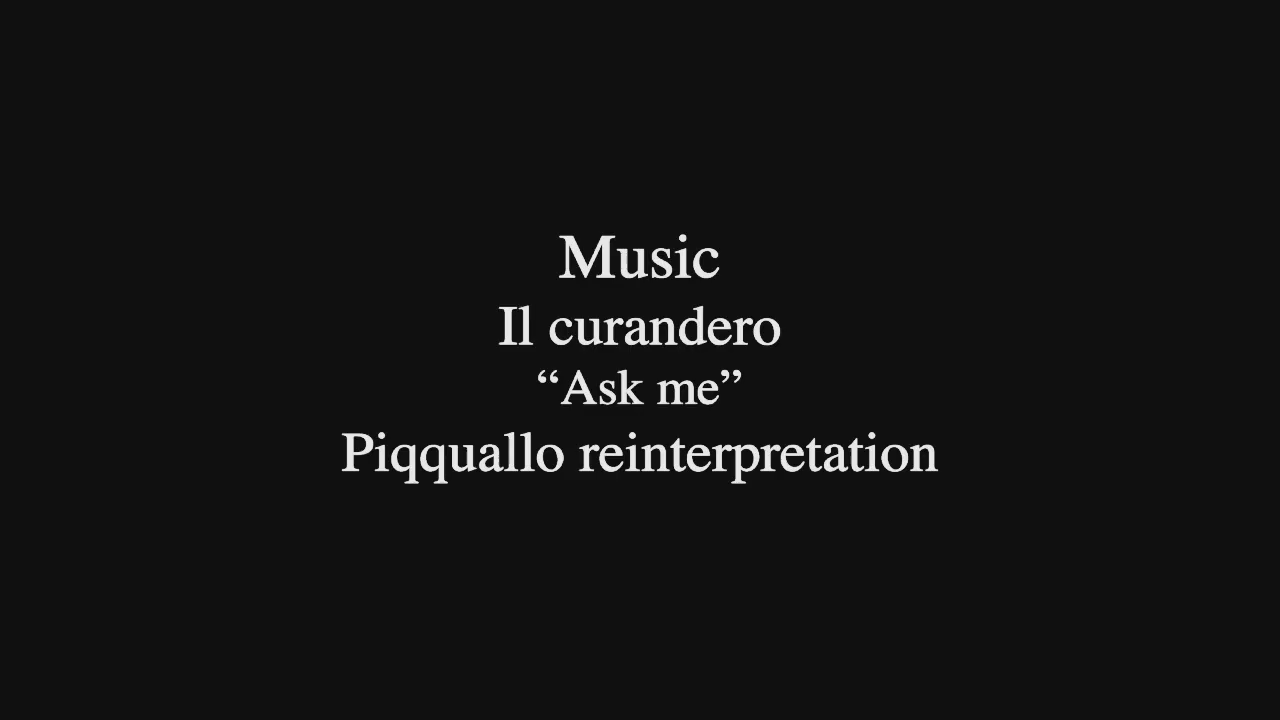 Music
Il curandero
“Ask me”
Piqquallo reinterpretation